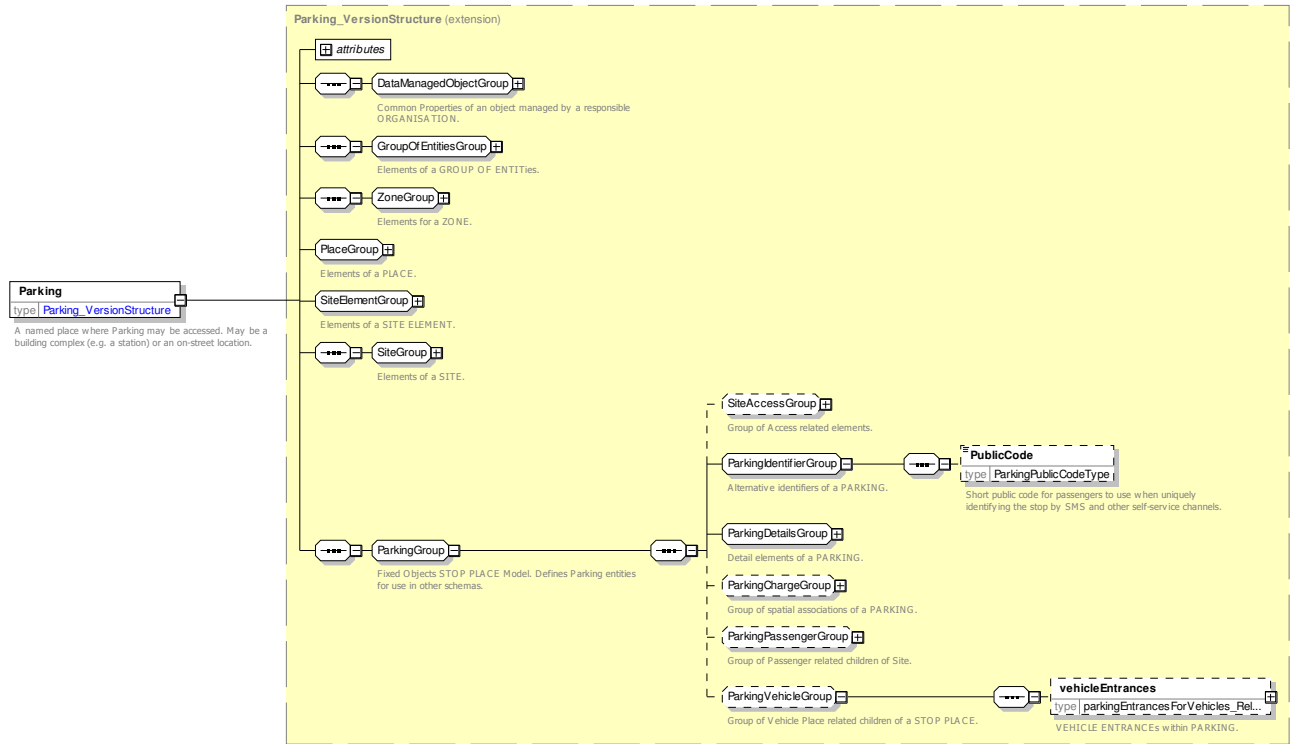 Parking_VersionStructure (extension)
attributes
DataManagedObjectGroup
Common Properties of an object managed by a responsible
ORGANISATION.
GroupOfEntitiesGroup
Elements of a GROUP OF ENTITies.
ZoneGroup
Elements for a ZONE.
PlaceGroup
Elements of a PLACE.
Parking
type Parking_VersionStructure
A named place where Parking may be accessed. May be a
building complex (e.g. a station) or an on-street location.
SiteElementGroup
Elements of a SITE ELEMENT.
SiteGroup
Elements of a SITE.
SiteAccessGroup
Group of Access related elements.
ParkingIdentifierGroup
Alternative identifiers of a PARKING.
PublicCode
type ParkingPublicCodeType
Short public code for passengers to use when uniquely
identifying the stop by SMS and other self-service channels.
ParkingDetailsGroup
Detail elements of a PARKING.
ParkingGroup
Fixed Objects STOP PLACE Model. Defines Parking entities
for use in other schemas.
ParkingChargeGroup
Group of spatial associations of a PARKING.
ParkingPassengerGroup
Group of Passenger related children of Site.
ParkingVehicleGroup
Group of Vehicle Place related children of a STOP PLACE.
vehicleEntrances
type parkingEntrancesForVehicles_Rel...
VEHICLE ENTRANCEs within PARKING.